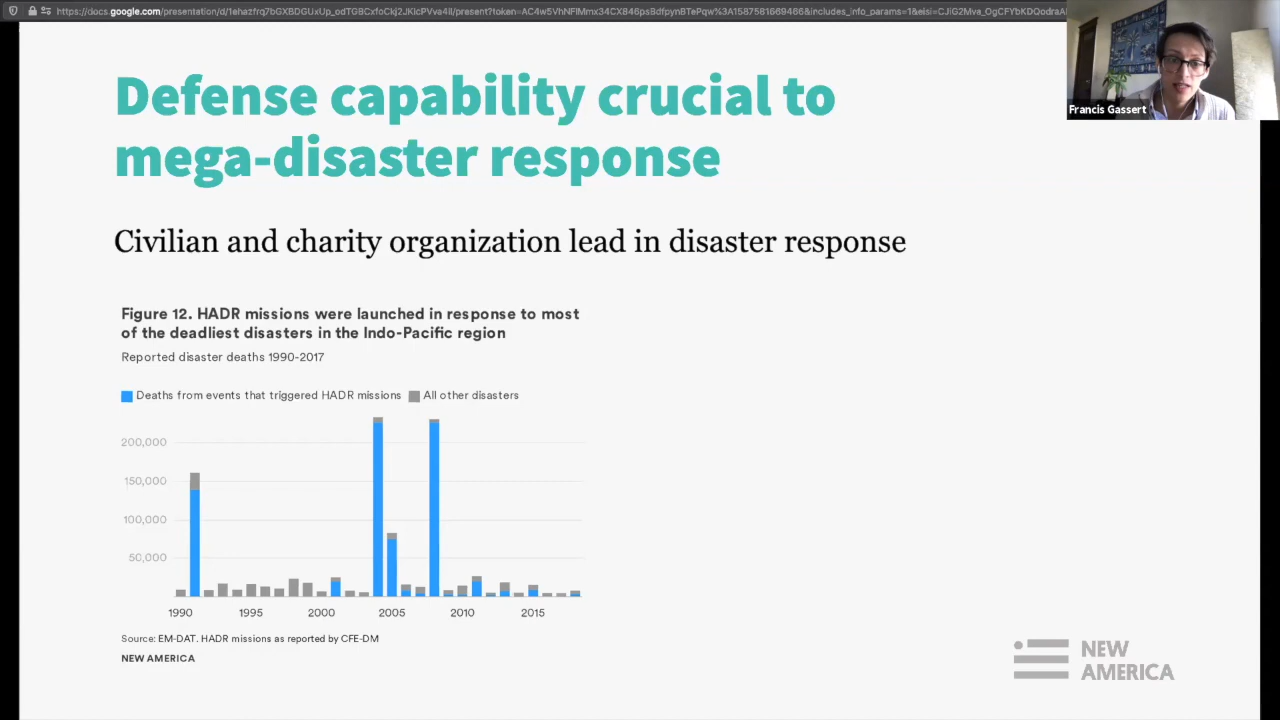 Francis Gassert
Defense capability crucial to
mega-disaster response
Civilian and charity organization lead in disaster response
Figure 12. HADR missions were launched in response to most
of the deadliest disasters in the Indo-Pacific region
Reported disaster deaths 1990-2017
Deaths from events that triggered HADR missions
All other disasters
200,000
150,000
100,000
50,000
1990 1995 2000 2005 2010 2015
Source: EM-DAT. HADR missions as reported by CFE-DM
NEW AMERICA
NEW
AMERICA